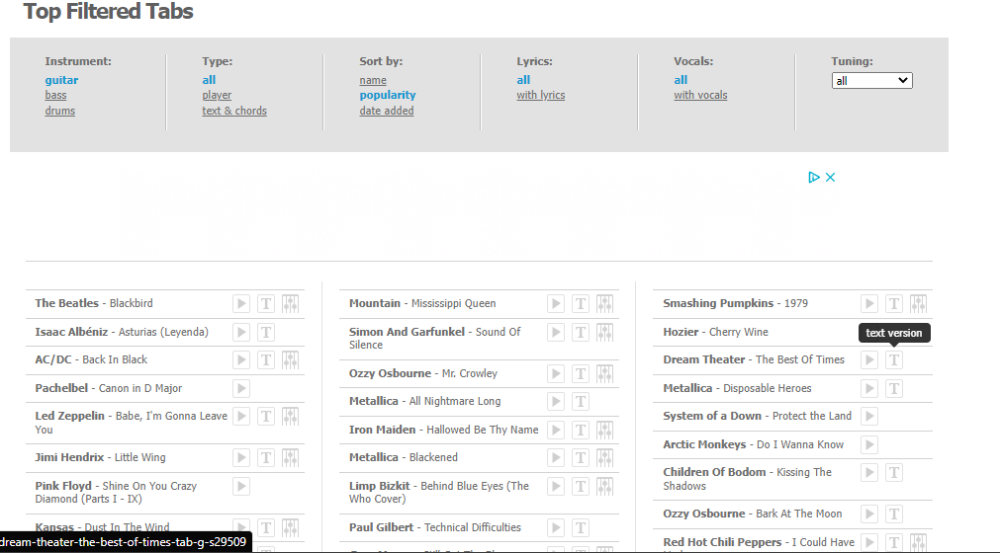 Top Filtered Tabs
Instrument:
guitar
bass
drums
Type:
all
player
text & chords
Sort by:
name
popularity
date added
Lyrics:
all
with lyrics
Vocals:
all
with vocals
Tuning:
all
The Beatles - Blackbird
T
Isaac Albéniz - Asturias (Leyenda)
T
AC/DC - Back In Black
T
Pachelbel - Canon in D Major
Led Zeppelin - Babe, I'm Gonna Leave
You
T
Jimi Hendrix - Little Wing
T
Pink Floyd - Shine On You Crazy
Diamond (Parts I - IX)
Kansas - Dust In The Wind
T
Mountain - Mississippi Queen
T
Simon And Garfunkel - Sound Of
Silence
T
Ozzy Osbourne - Mr. Crowley
T
Metallica - All Nightmare Long
T
Iron Maiden - Hallowed Be Thy Name
T
Metallica - Blackened
T
Limp Bizkit - Behind Blue Eyes (The
Who Cover)
T
Paul Gilbert - Technical Difficulties
T
Smashing Pumpkins - 1979
T
Hozier - Cherry Wine
text version
Dream Theater - The Best Of Times
T
Metallica - Disposable Heroes
T
System of a Down - Protect the Land
Arctic Monkeys - Do I Wanna Know
Children Of Bodom - Kissing The
Shadows
T
Ozzy Osbourne - Bark At The Moon
T
Red Hot Chili Peppers - I Could Have
T
dream-theater-the-best-of-times-tab-g-s29509